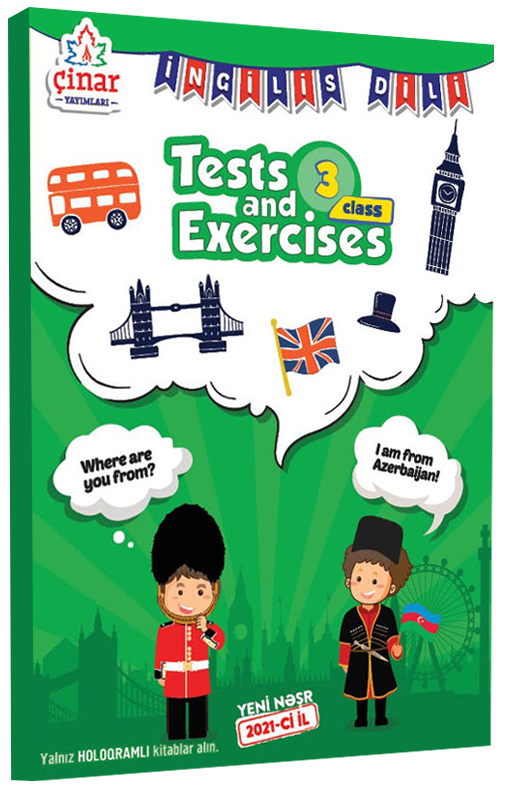 çinar
YAYIMLARI
İNGİLİS DİLİ
Tests
and
Exercises
3
class
Where are
you from?
I am from
Azerbaijan!
YENİ NƏŞR
2021-Cİ İL
Yalnız HOLOQRAMLI kitablar alın.